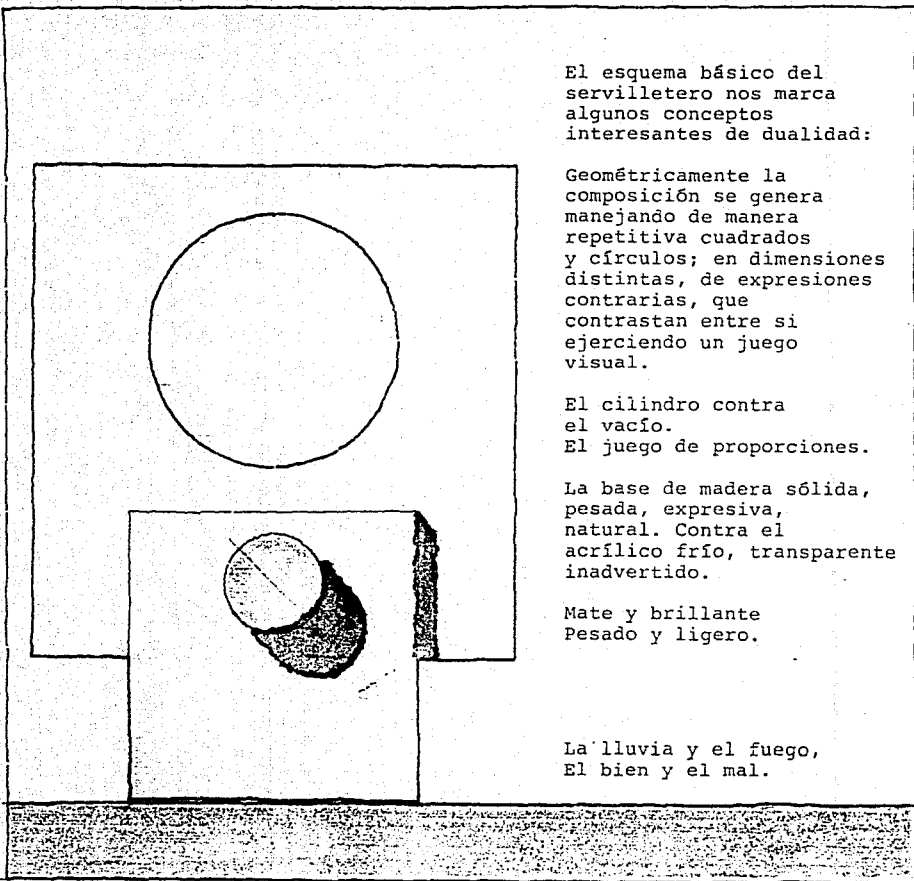 El esquema básico del
servilletero nos marca
algunos conceptos
interesantes de dualidad:
Geométricamente la
composición se genera
manejando de manera
repetitiva cuadrados
y círculos; en dimensiones
distintas, de expresiones
contrarias, que
contrastan entre si
ejerciendo un juego
visual.
El cilindro contra
el vacío.
El juego de proporciones.
La base de madera sólida,
pesada, expresiva,
natural. Contra el
acrílico frío, transparente
inadvertido.
Mate y brillante
Pesado y ligero.
La lluvia y el fuego,
El bien y el mal.